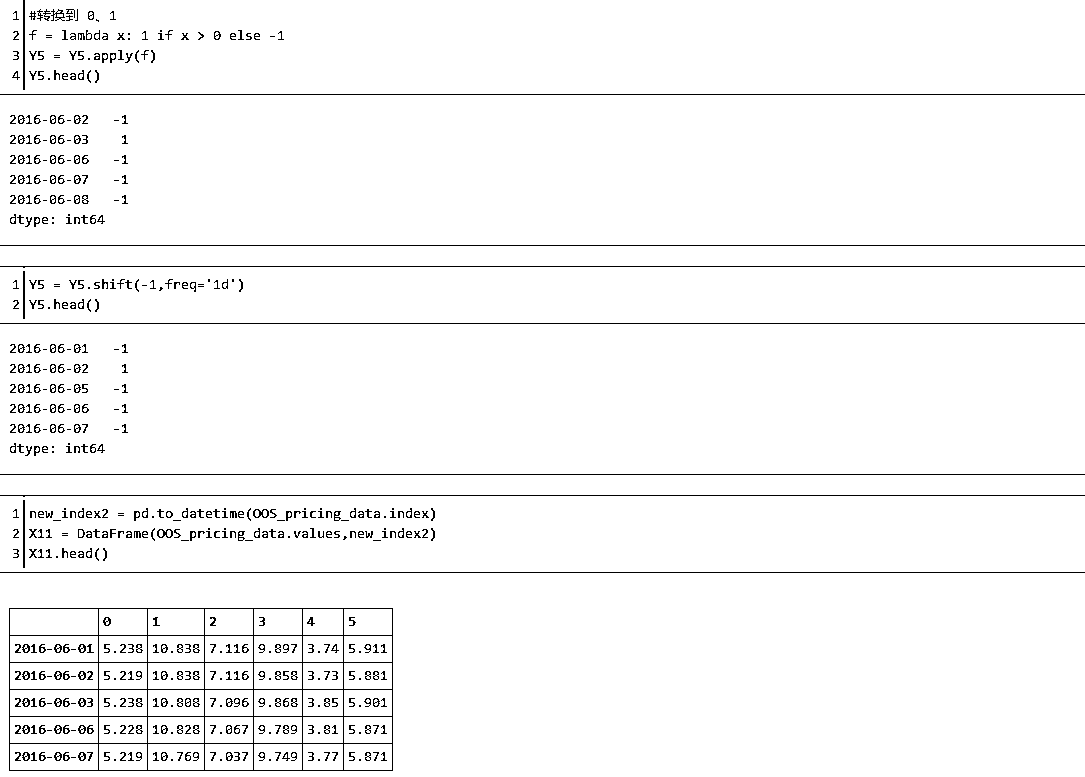 1 #转换到 0、1
2 f = lambda x: 1 if x > 0 else -1
3 Y5 = Y5.apply(f)
4 Y5.head()
2016-06-02 -1
2016-06-03 1
2016-06-06 -1
2016-06-07 -1
2016-06-08 -1
dtype: int64
1 Y5 = Y5.shift(-1,freq='1d')
2 Y5.head()
2016-06-01 -1
2016-06-02 1
2016-06-05 -1
2016-06-06 -1
2016-06-07 -1
dtype: int64
1 new_index2 = pd.to_datetime(OOS_pricing_data.index)
2 X11 = DataFrame(OOS_pricing_data.values,new_index2)
3 X11.head()
0 1 2 3 4 5
2016-06-01 5.238 10.838 7.116 9.897 3.74 5.911
2016-06-02 5.219 10.838 7.116 9.858 3.73 5.881
2016-06-03 5.238 10.808 7.096 9.868 3.85 5.901
2016-06-06 5.228 10.828 7.067 9.789 3.81 5.871
2016-06-07 5.219 10.769 7.037 9.749 3.77 5.871